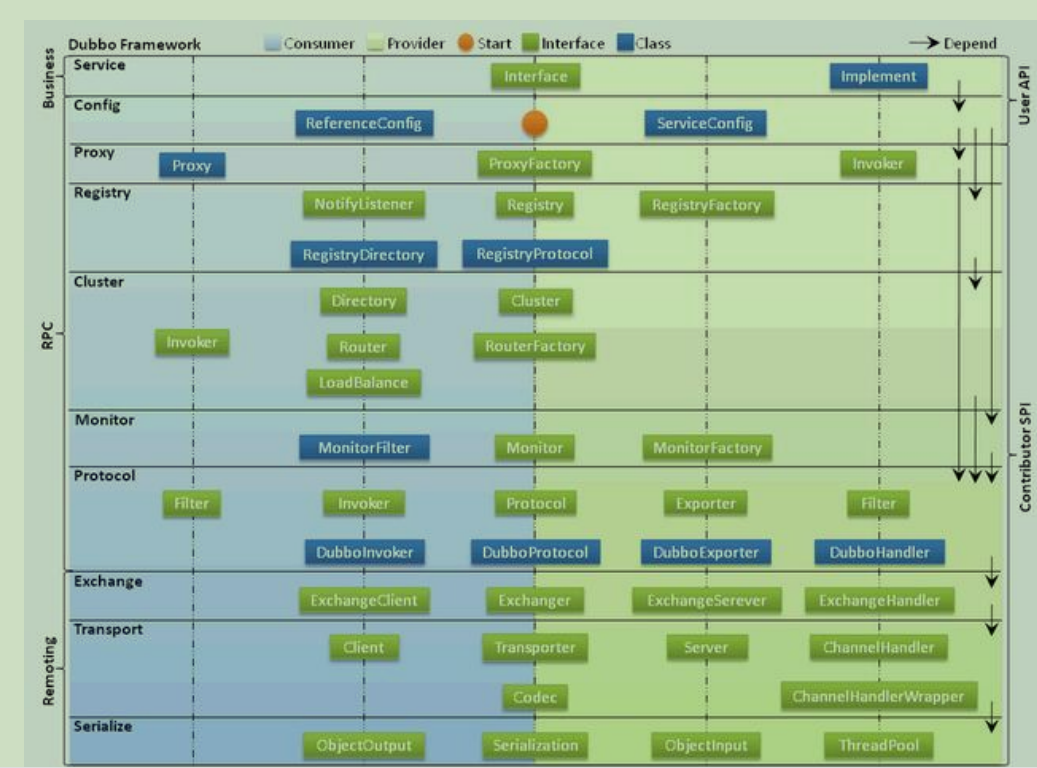 Dubbo Framework Consumer Provider Start Interface Class Depend
Business
User API
Service
Interface Implement
Config
ReferenceConfig ServiceConfig
RPC
Contributor SPI
Proxy
Proxy ProxyFactory Invoker
Registry
NotifyListener Registry RegistryFactory
RegistryDirectory RegistryProtocol
Cluster
Directory Cluster
Invoker Router RouterFactory
LoadBalance
Monitor
MonitorFilter Monitor MonitorFactory
Protocol
Filter Invoker Protocol Exporter Filter
DubboInvoker DubboProtocol DubboExporter DubboHandler
Remoting
Exchange
ExchangeClient Exchanger ExchangeSerever ExchangeHandler
Transport
Client Transporter Server ChannelHandler
Codec ChannelHandlerWrapper
Serialize
ObjectOutput Serialization ObjectInput ThreadPool